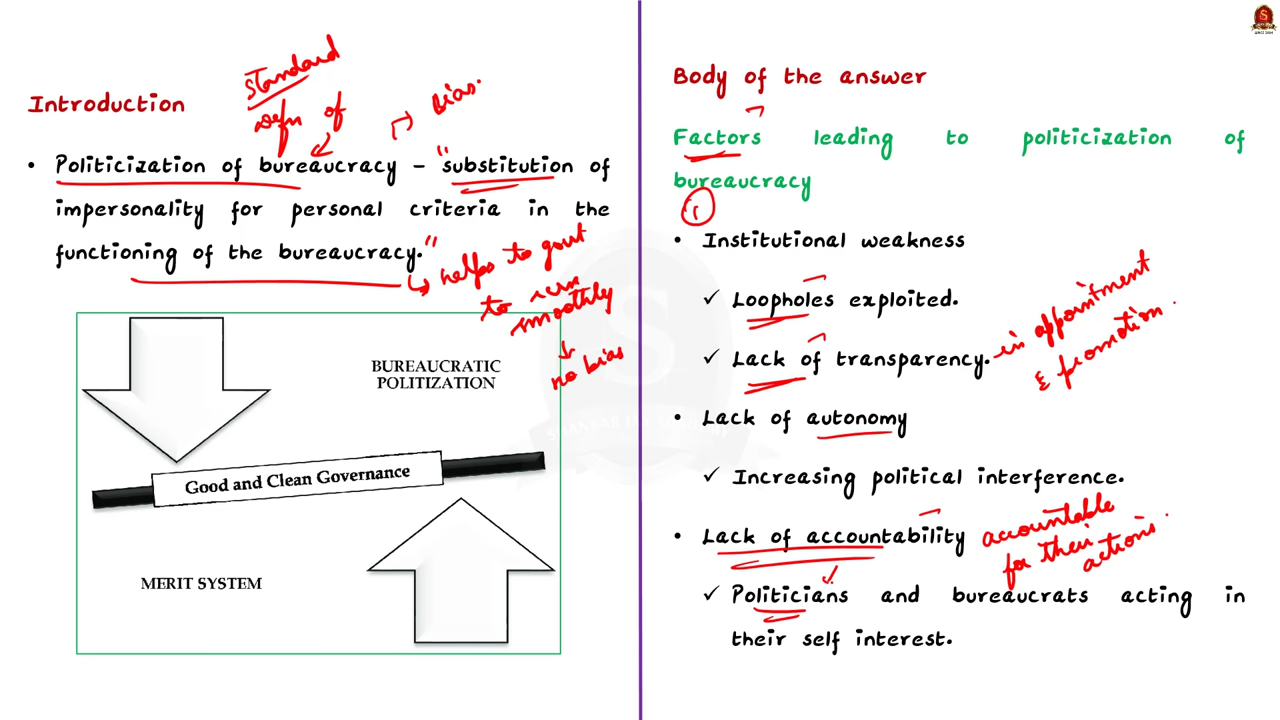 Introduction
standard
defn of
→ Bias.
• Politicization of bureaucracy – "substitution of
impersonality for personal criteria in the
functioning of the bureaucracy."
↳ helps to govt
to run
smoothly
↓
no bias
BUREAUCRATIC
POLITIZATION
Good and Clean Governance
MERIT SYSTEM
Body of the answer
Factors leading to politicization of
bureaucracy
• Institutional weakness
✓ Loopholes exploited.
✓ Lack of transparency.
in appointment
& promotion.
• Lack of autonomy
✓ Increasing political interference.
• Lack of accountability
accountable
for their
actions.
✓ Politicians and bureaucrats acting in
their self interest.